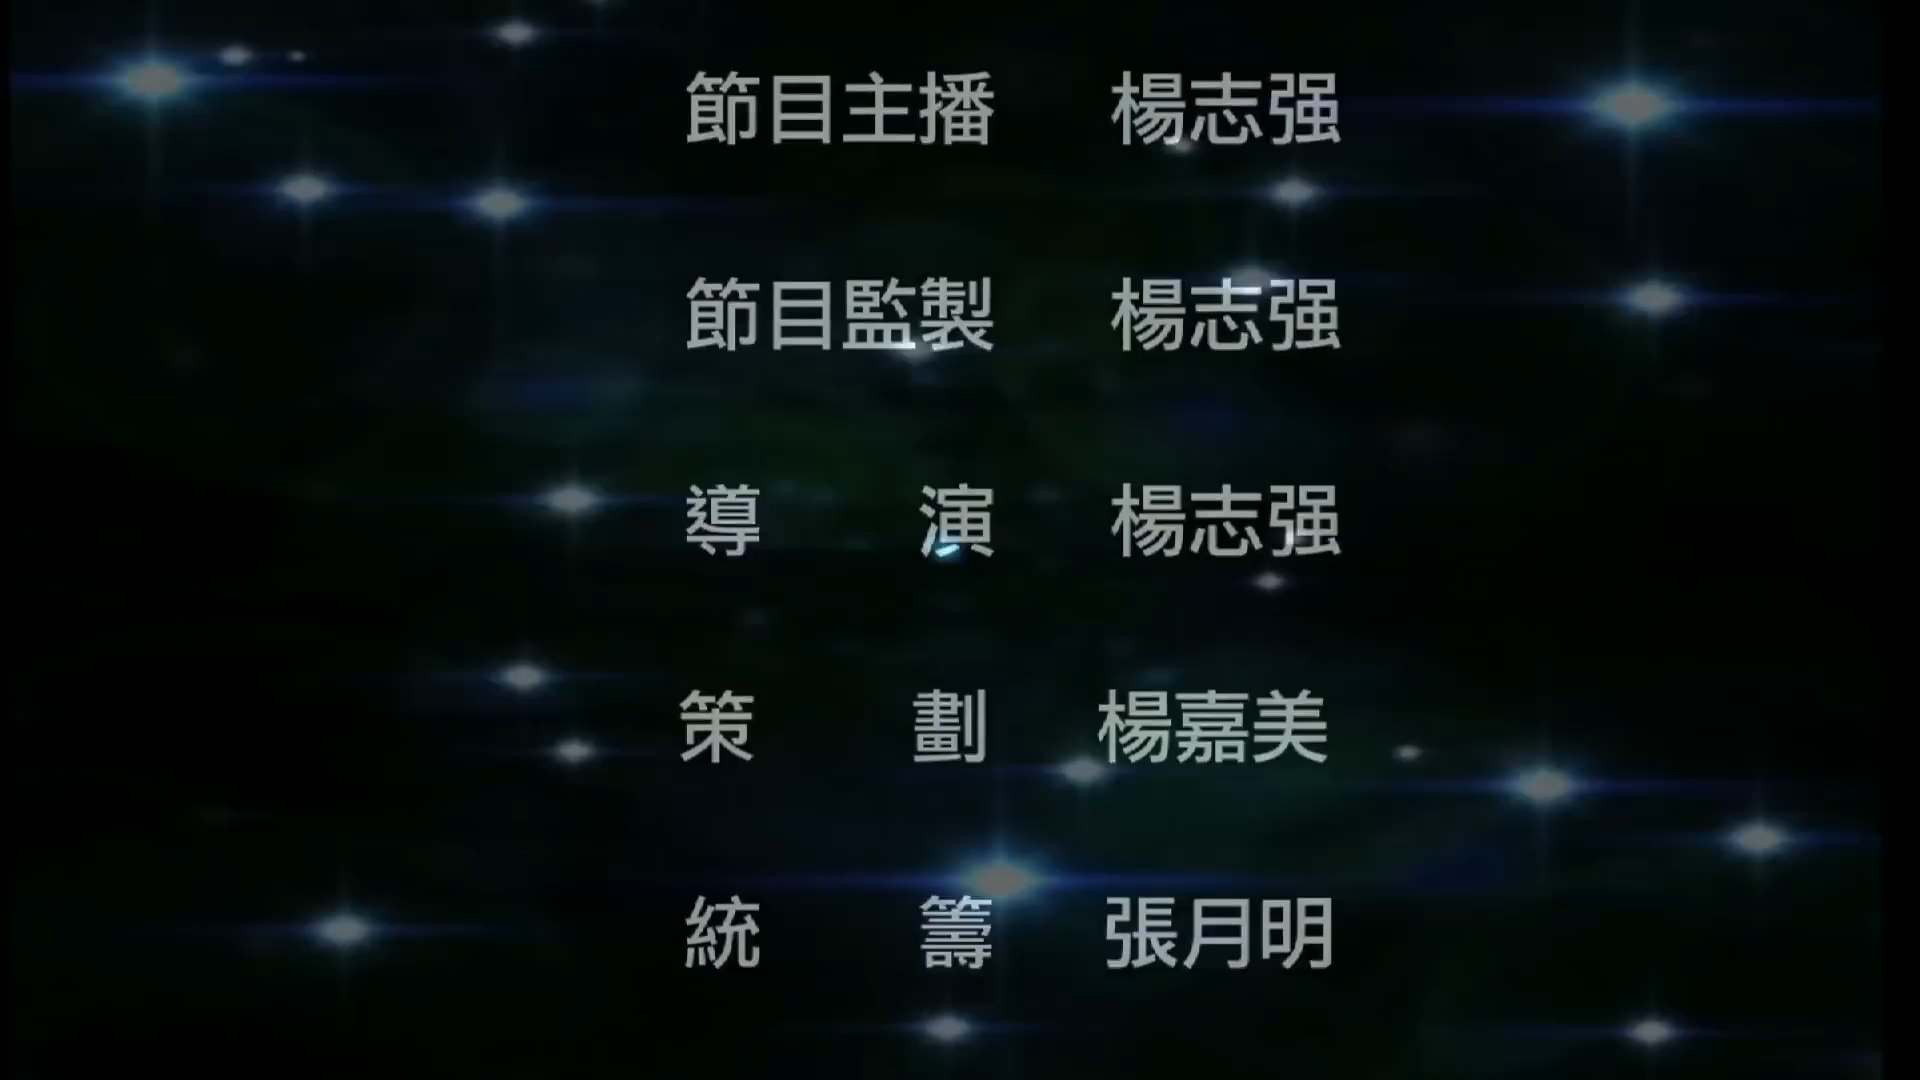 節目主播 楊志强
節目監製 楊志强
導演 楊志强
策劃 楊嘉美
統籌 張月明